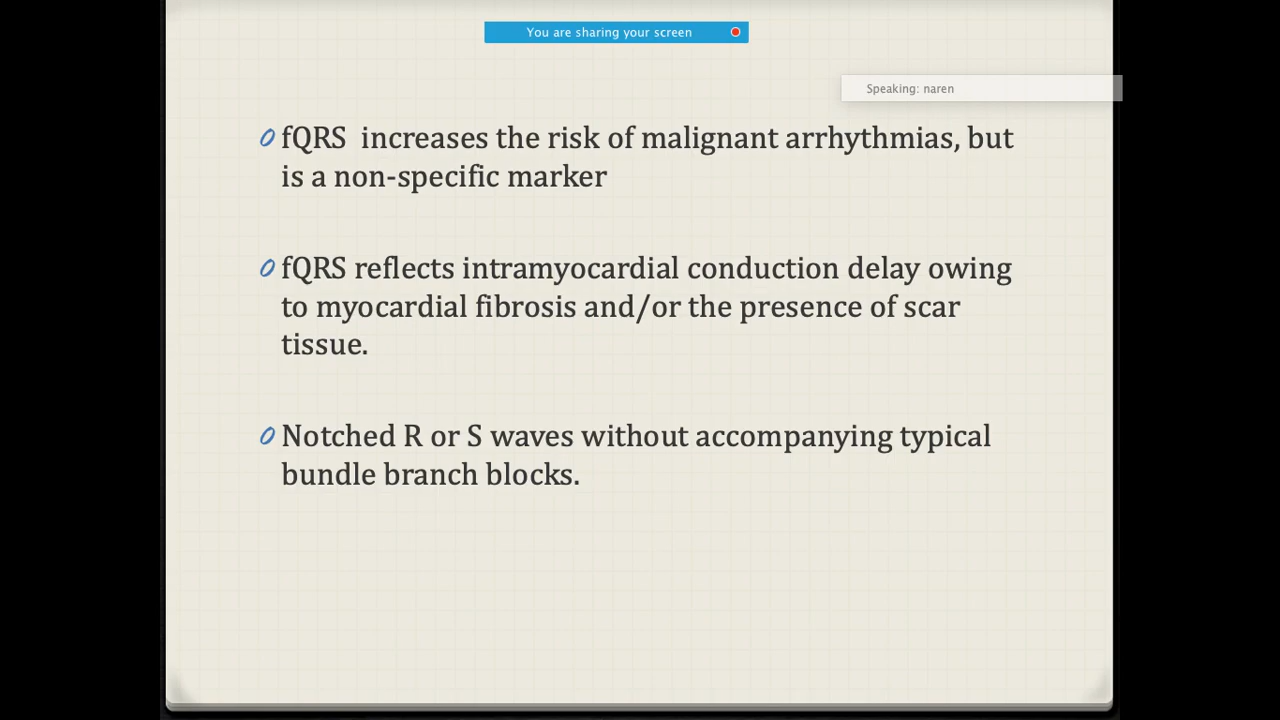 You are sharing your screen
Speaking: naren
fQRS  increases the risk of malignant arrhythmias, but
is a non-specific marker
fQRS reflects intramyocardial conduction delay owing
to myocardial fibrosis and/or the presence of scar
tissue.
Notched R or S waves without accompanying typical
bundle branch blocks.